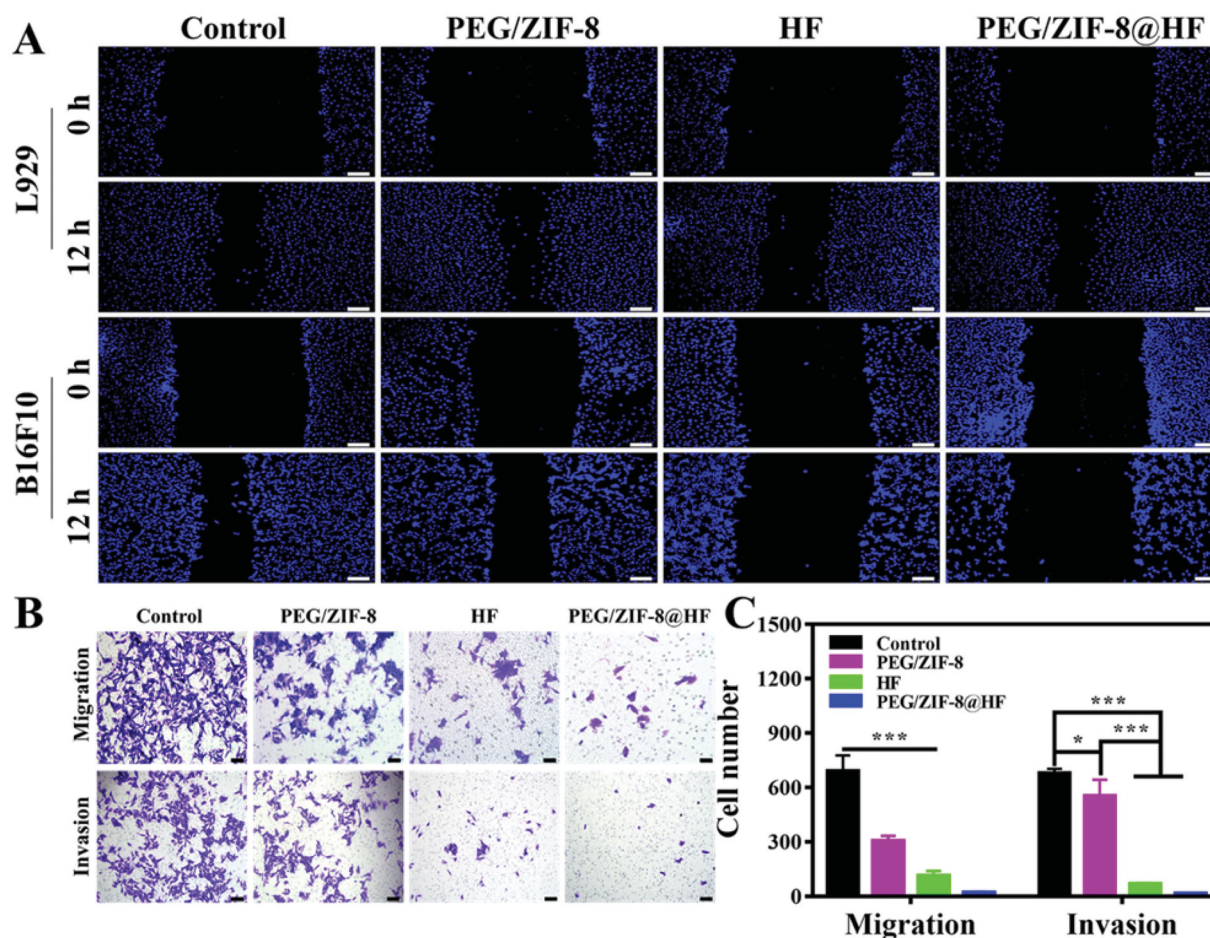 A
Control PEG/ZIF-8 HF PEG/ZIF-8@HF
L929
0 h
12 h
B16F10
0 h
12 h
B
Control PEG/ZIF-8 HF PEG/ZIF-8@HF
Migration
Invasion
C
Cell number
1500
1200
900
600
300
0
Control
PEG/ZIF-8
HF
PEG/ZIF-8@HF
***
***
* ***
Migration Invasion